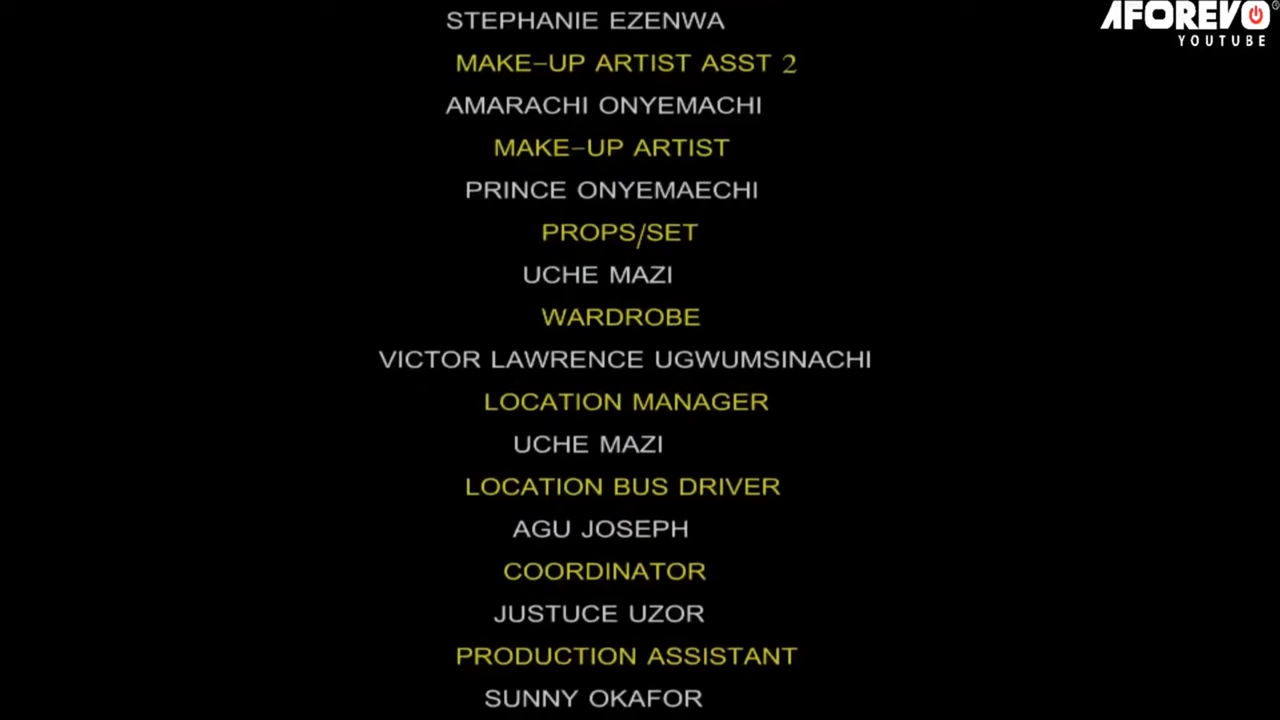 AFOREVO
YOUTUBE
STEPHANIE EZENWA
MAKE-UP ARTIST ASST 2
AMARACHI ONYEMACHI
MAKE-UP ARTIST
PRINCE ONYEMAECHI
PROPS/SET
UCHE MAZI
WARDROBE
VICTOR LAWRENCE UGWUMSINACHI
LOCATION MANAGER
UCHE MAZI
LOCATION BUS DRIVER
AGU JOSEPH
COORDINATOR
JUSTUCE UZOR
PRODUCTION ASSISTANT
SUNNY OKAFOR